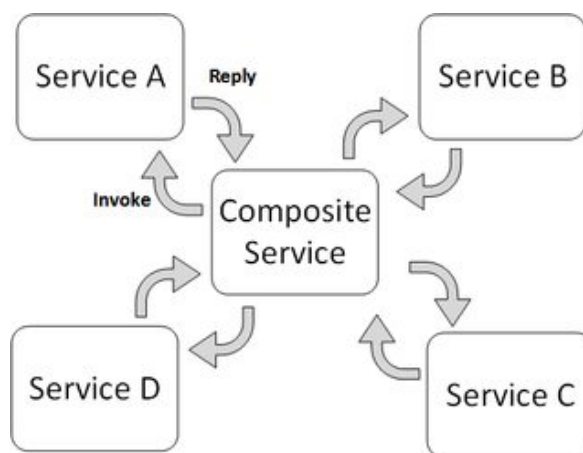 Service A
Reply
Service B
Invoke
Composite
Service
Service D
Service C